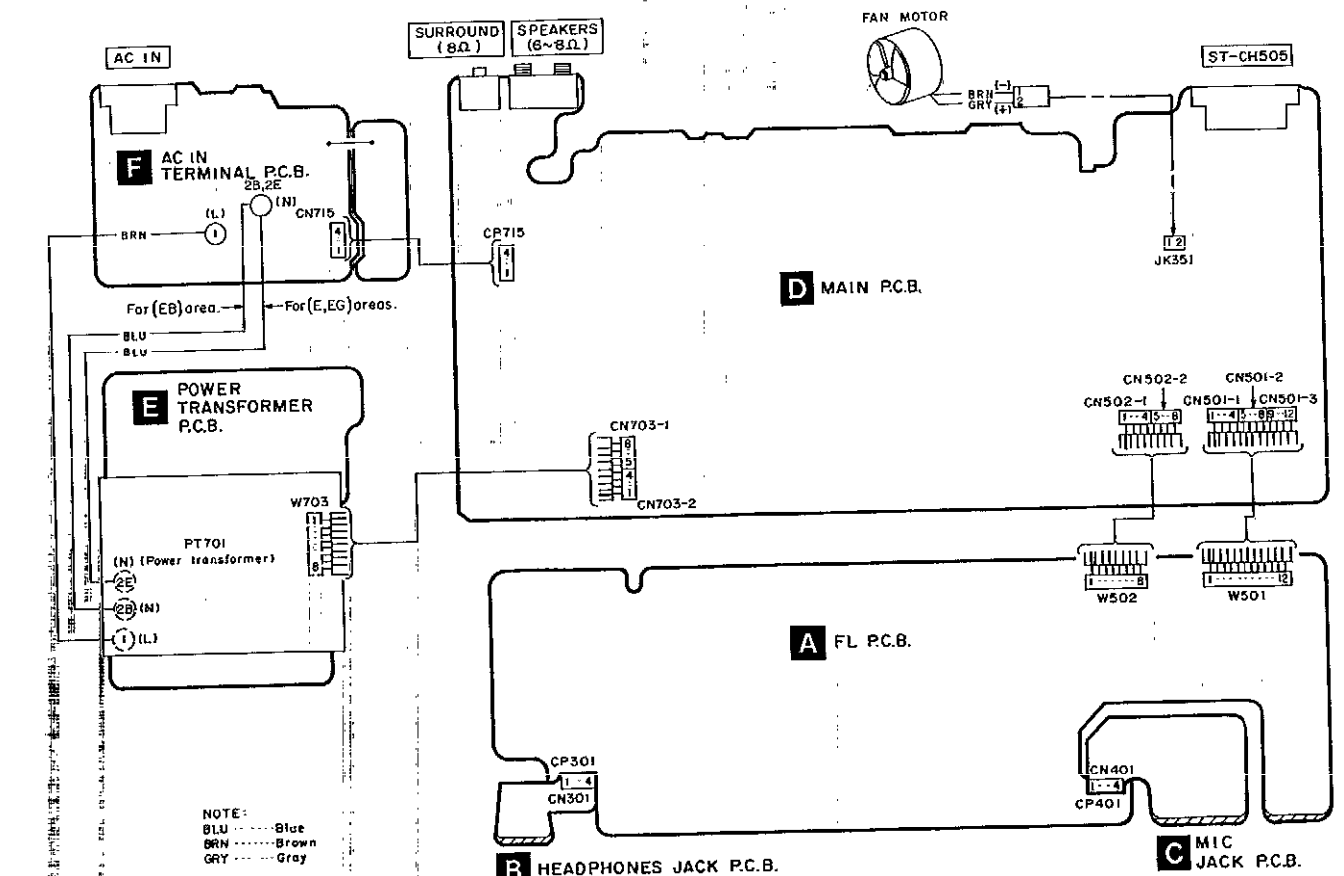 AC IN
SURROUND
(8Ω)
SPEAKERS
(6~8Ω)
FAN MOTOR
BRN (-)
GRY (+)
1
2
ST-CH505
F AC IN
TERMINAL P.C.B.
2B,2E
(N)
(L)
1
BRN
CN715
4
1
CP715
4
1
1 2
JK351
D MAIN P.C.B.
For (EB) area.
For (E,EG) areas.
BLU
BLU
E POWER
TRANSFORMER
P.C.B.
CN502-2
CN502-1
1 - - 4 5 - - 8
CN501-2
CN501-1
CN501-3
1 - - 4 5 - - 8 9 - - 12
CN703-1
8
5
4
1
CN703-2
W703
1
8
PT701
(Power transformer)
(N)
2E
2B (N)
1 (L)
1 - - - - - - 8
W502
1 - - - - - - - - 12
W501
A FL P.C.B.
CP301
1 - - 4
CN301
CN401
1 - - 4
CP401
NOTE:
BLU ------ Blue
BRN ------ Brown
GRY ------ Gray
B HEADPHONES JACK P.C.B.
C MIC
JACK P.C.B.